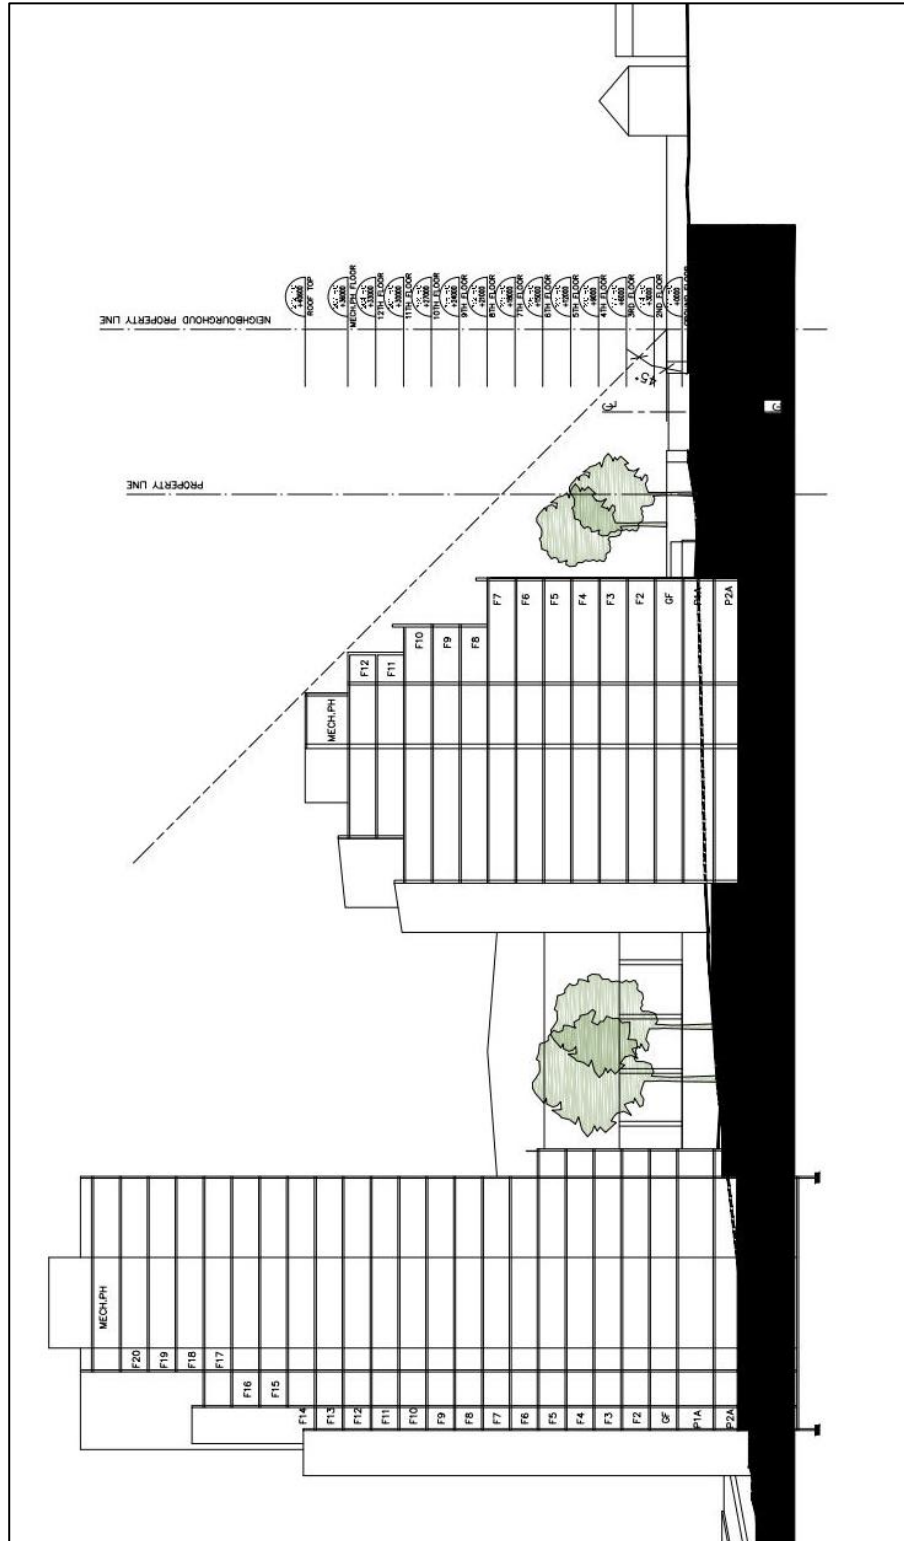 NEIGHBOURGHOUD PROPERTY LINE
PROPERTY LINE
ROOF TOP
+36000
MECH.PH FLOOR
+33000
12TH FLOOR
+30000
11TH FLOOR
+27000
10TH FLOOR
+24000
9TH FLOOR
+21000
8TH FLOOR
+18000
7TH FLOOR
+15000
6TH FLOOR
+12000
5TH FLOOR
+9000
4TH FLOOR
+6000
3RD FLOOR
+3000
2ND FLOOR
+0000
45°
MECH.PH
F12
F11
F10
F9
F8
F7
F6
F5
F4
F3
F2
GF
P1A
P2A
MECH.PH
F20
F19
F18
F17
F16
F15
F14
F13
F12
F11
F10
F9
F8
F7
F6
F5
F4
F3
F2
GF
P1A
P2A